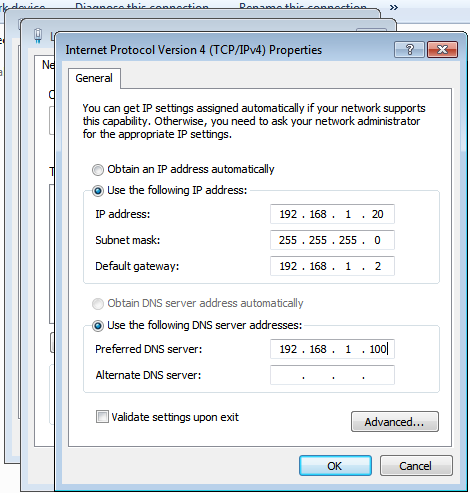 rk device
Diagnose this connection
Rename this connection
»
Internet Protocol Version 4 (TCP/IPv4) Properties
General
You can get IP settings assigned automatically if your network supports
this capability. Otherwise, you need to ask your network administrator
for the appropriate IP settings.
Obtain an IP address automatically
Use the following IP address:
IP address: 192 . 168 . 1 . 20
Subnet mask: 255 . 255 . 255 . 0
Default gateway: 192 . 168 . 1 . 2
Obtain DNS server address automatically
Use the following DNS server addresses:
Preferred DNS server: 192 . 168 . 1 . 100
Alternate DNS server: . . .
Validate settings upon exit
Advanced...
OK
Cancel